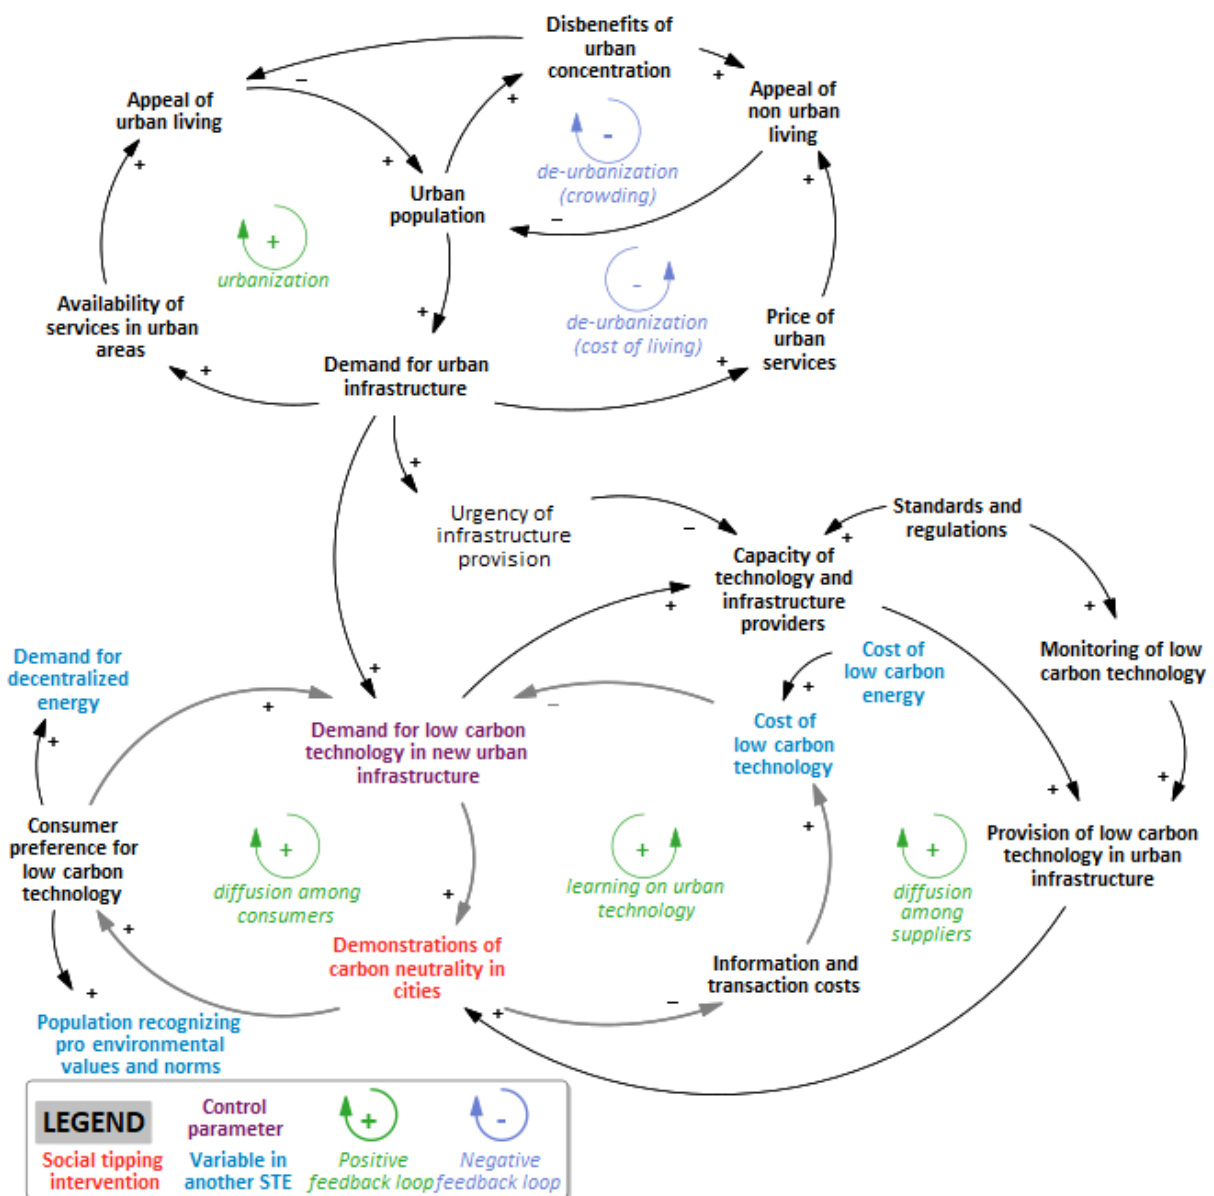 Disbenefits of
urban
concentration
−
+
+
Appeal of
urban living
Appeal of
non urban
living
+
+
-
de-urbanization
(crowding)
+
Urban
population
−
+
urbanization
-
de-urbanization
(cost of living)
Availability of
services in urban
areas
+
Price of
urban
services
+
Demand for urban
infrastructure
+
+
Urgency of
infrastructure
provision
−
Standards and
regulations
+
Capacity of
technology and
infrastructure
providers
+
+
Monitoring of low
carbon technology
Demand for
decentralized
energy
+
Cost of
low carbon
energy
+
+
+
−
Demand for low carbon
technology in new urban
infrastructure
Cost of
low carbon
technology
+
+
Consumer
preference for
low carbon
technology
+
diffusion among
consumers
+
learning on urban
technology
+
+
diffusion
among
suppliers
Provision of low carbon
technology in urban
infrastructure
+
+
Demonstrations of
carbon neutrality in
cities
Information and
transaction costs
+
+
−
Population recognizing
pro environmental
values and norms
LEGEND
Control
parameter
+
-
Social tipping
intervention
Variable in
another STE
Positive
feedback loop
Negative
feedback loop